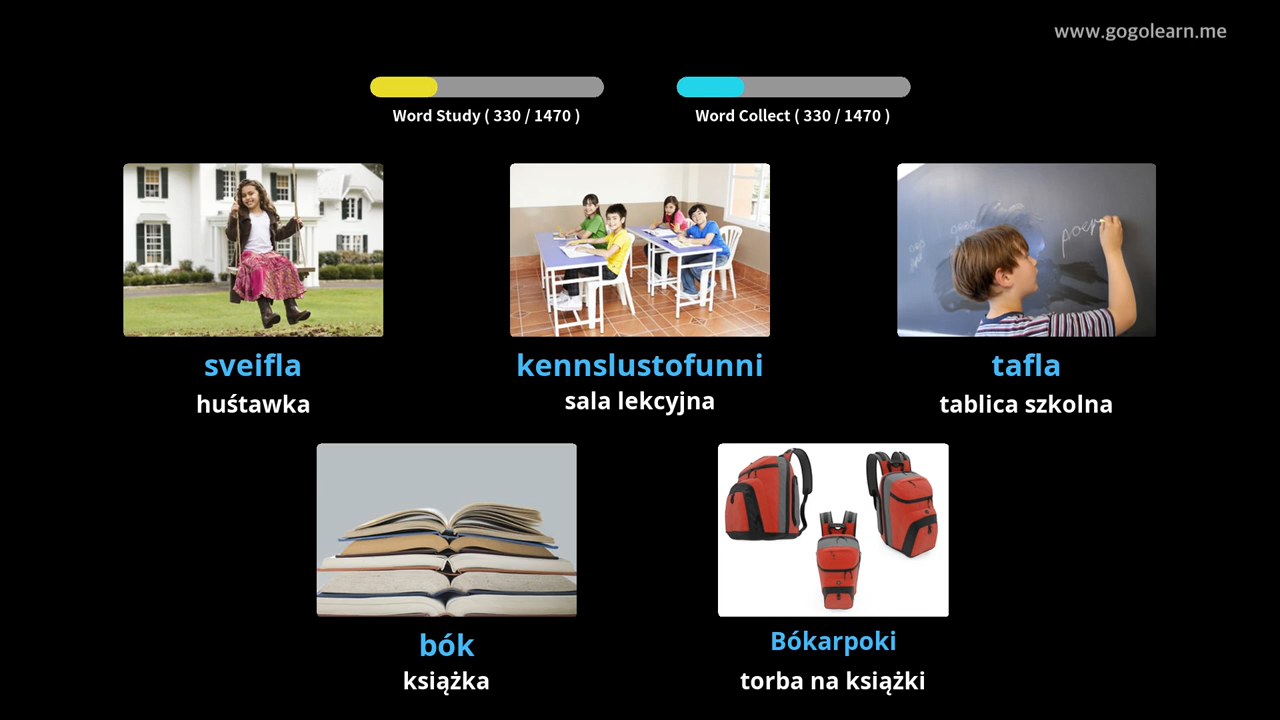 www.gogolearn.me
Word Study ( 330 / 1470 )
Word Collect ( 330 / 1470 )
sveifla
huśtawka
kennslustofunni
sala lekcyjna
tafla
tablica szkolna
bók
książka
Bókarpoki
torba na książki